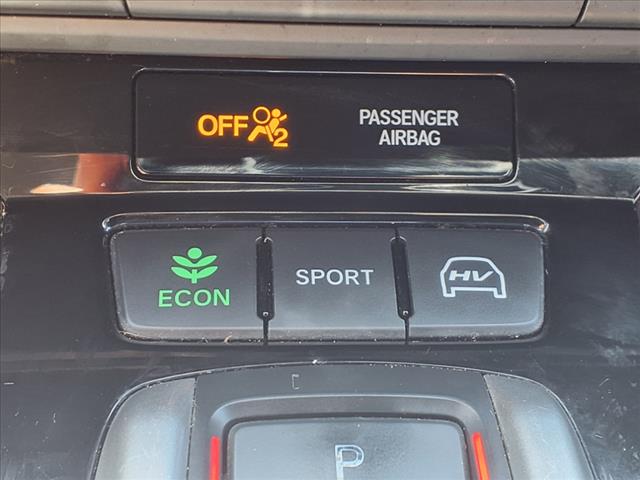 OFF 2 PASSENGER
AIRBAG
ECON SPORT HV
P